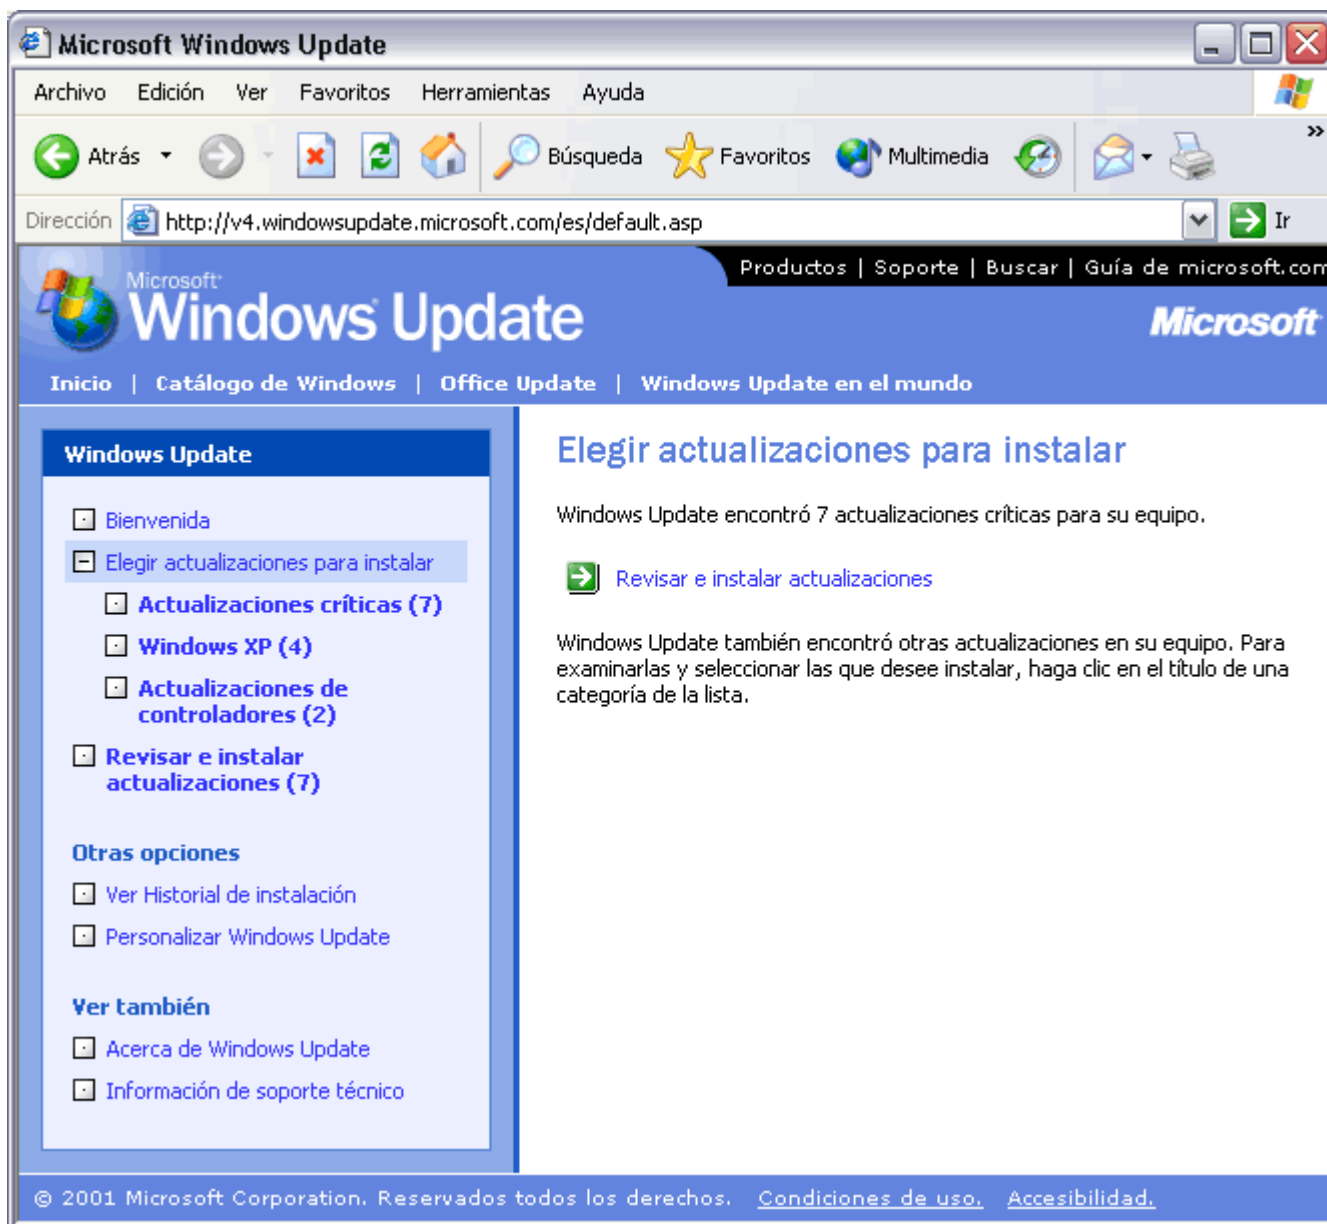 Microsoft Windows Update
Archivo Edición Ver Favoritos Herramientas Ayuda
Atrás Búsqueda Favoritos Multimedia »
Dirección http://v4.windowsupdate.microsoft.com/es/default.asp Ir
Productos | Soporte | Buscar | Guía de microsoft.com
Microsoft
Windows Update
Microsoft
Inicio | Catálogo de Windows | Office Update | Windows Update en el mundo
Windows Update
Bienvenida
Elegir actualizaciones para instalar
Actualizaciones críticas (7)
Windows XP (4)
Actualizaciones de
controladores (2)
Revisar e instalar
actualizaciones (7)
Otras opciones
Ver Historial de instalación
Personalizar Windows Update
Ver también
Acerca de Windows Update
Información de soporte técnico
Elegir actualizaciones para instalar
Windows Update encontró 7 actualizaciones críticas para su equipo.
Revisar e instalar actualizaciones
Windows Update también encontró otras actualizaciones en su equipo. Para
examinarlas y seleccionar las que desee instalar, haga clic en el título de una
categoría de la lista.
© 2001 Microsoft Corporation. Reservados todos los derechos. Condiciones de uso. Accesibilidad.